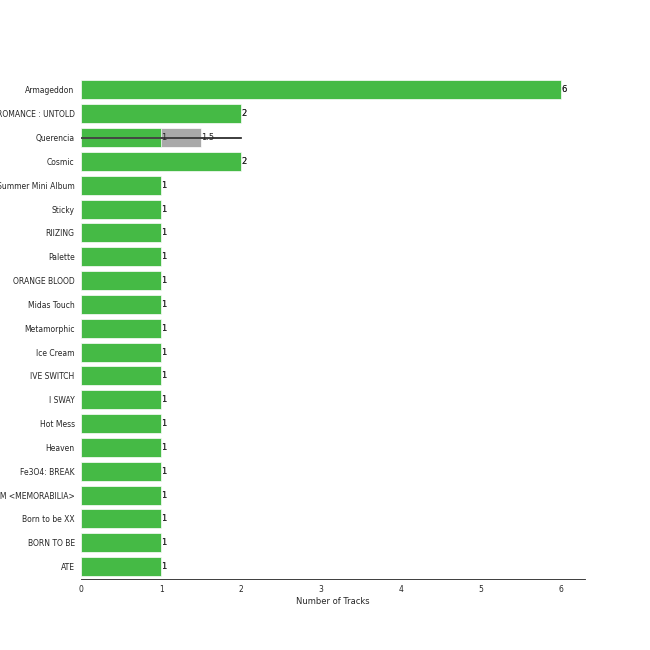 Armageddon 6
ROMANCE : UNTOLD 2
Querencia 1 1.5
Cosmic 2
Summer Mini Album 1
Sticky 1
RIIZING 1
Palette 1
ORANGE BLOOD 1
Midas Touch 1
Metamorphic 1
Ice Cream 1
IVE SWITCH 1
I SWAY 1
Hot Mess 1
Heaven 1
Fe3O4: BREAK 1
M <MEMORABILIA> 1
Born to be XX 1
BORN TO BE 1
ATE 1
0 1 2 3 4 5 6
Number of Tracks